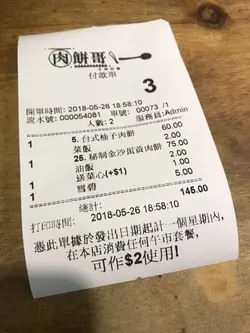 肉餅哥
付款單
3
開單時間: 2018-05-26 18:58:10
流水號: 000054081 單號: 00073 /1
人數: 2 服務員: Admin
1 5. 台式柚子肉餅 60.00
菜飯 2.00
1 26. 秘制金沙蛋黃肉餅 75.00
油飯 2.00
1 送菜心(+$1) 1.00
1 雪碧 5.00
總計: 145.00
打印時間: 2018-05-26 18:58:10
憑此單據於發出日期起計一個星期內,
在本店消費任何午市套餐,
可作$2使用!